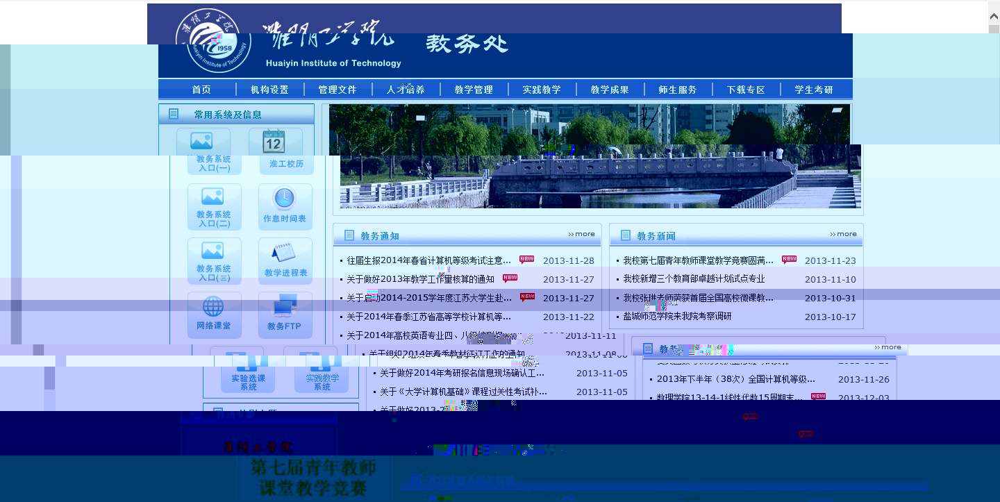 淮阴工学院 教务处
1958
Huaiyin Institute of Technology
Huaiyin Institute of Technology
首页 机构设置 管理文件 人才培养 教学管理 实践教学 教学成果 师生服务 下载专区 学生考研
常用系统及信息
12
教务系统
入口(一)
淮工校历
教务系统
入口(二)
作息时间表
教务系统
入口(三)
教学进程表
网络课堂
教务FTP
实验选课
系统
实践教学
系统
教务通知
more
往届生报2014年春省计算机等级考试注意... NEW 2013-11-28
关于做好2013年教学工作量核算的通知 NEW 2013-11-27
关于启动2014-2015学年度江苏大学生赴... NEW 2013-11-27
关于2014年春季江苏省高等学校计算机等... 2013-11-22
关于2014年高校英语专业四、八级 2013-11-11
关于组织2014年春季教材征订工作的通知 2013-11-08
关于做好2014年考研报名信息现场确认工... 2013-11-05
关于《大学计算机基础》课程过关性考试补... 2013-11-05
关于做好2013-2
教务新闻
more
我校第七届青年教师课堂教学竞赛圆满... NEW 2013-11-23
我校新增三个教育部卓越计划试点专业 2013-11-10
我校张琳老师荣获首届全国高校微课教... 2013-10-31
盐城师范学院来我院考察调研 2013-10-17
教务
more
2013年下半年（38次）全国计算机等级... 2013-11-26
数理学院13-14-1线性代数15周期末... NEW 2013-12-03
淮阴工学院
第七届青年教师
课堂教学竞赛